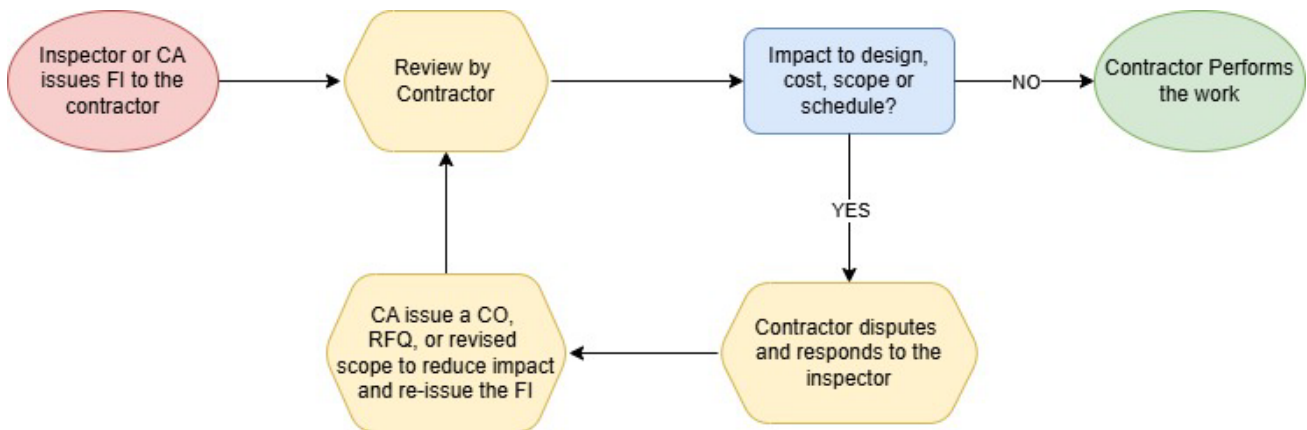 Inspector or CA
issues FI to the
contractor
Review by
Contractor
Impact to design,
cost, scope or
schedule?
NO
Contractor Performs
the work
YES
CA issue a CO,
RFQ, or revised
scope to reduce impact
and re-issue the FI
Contractor disputes
and responds to the
inspector